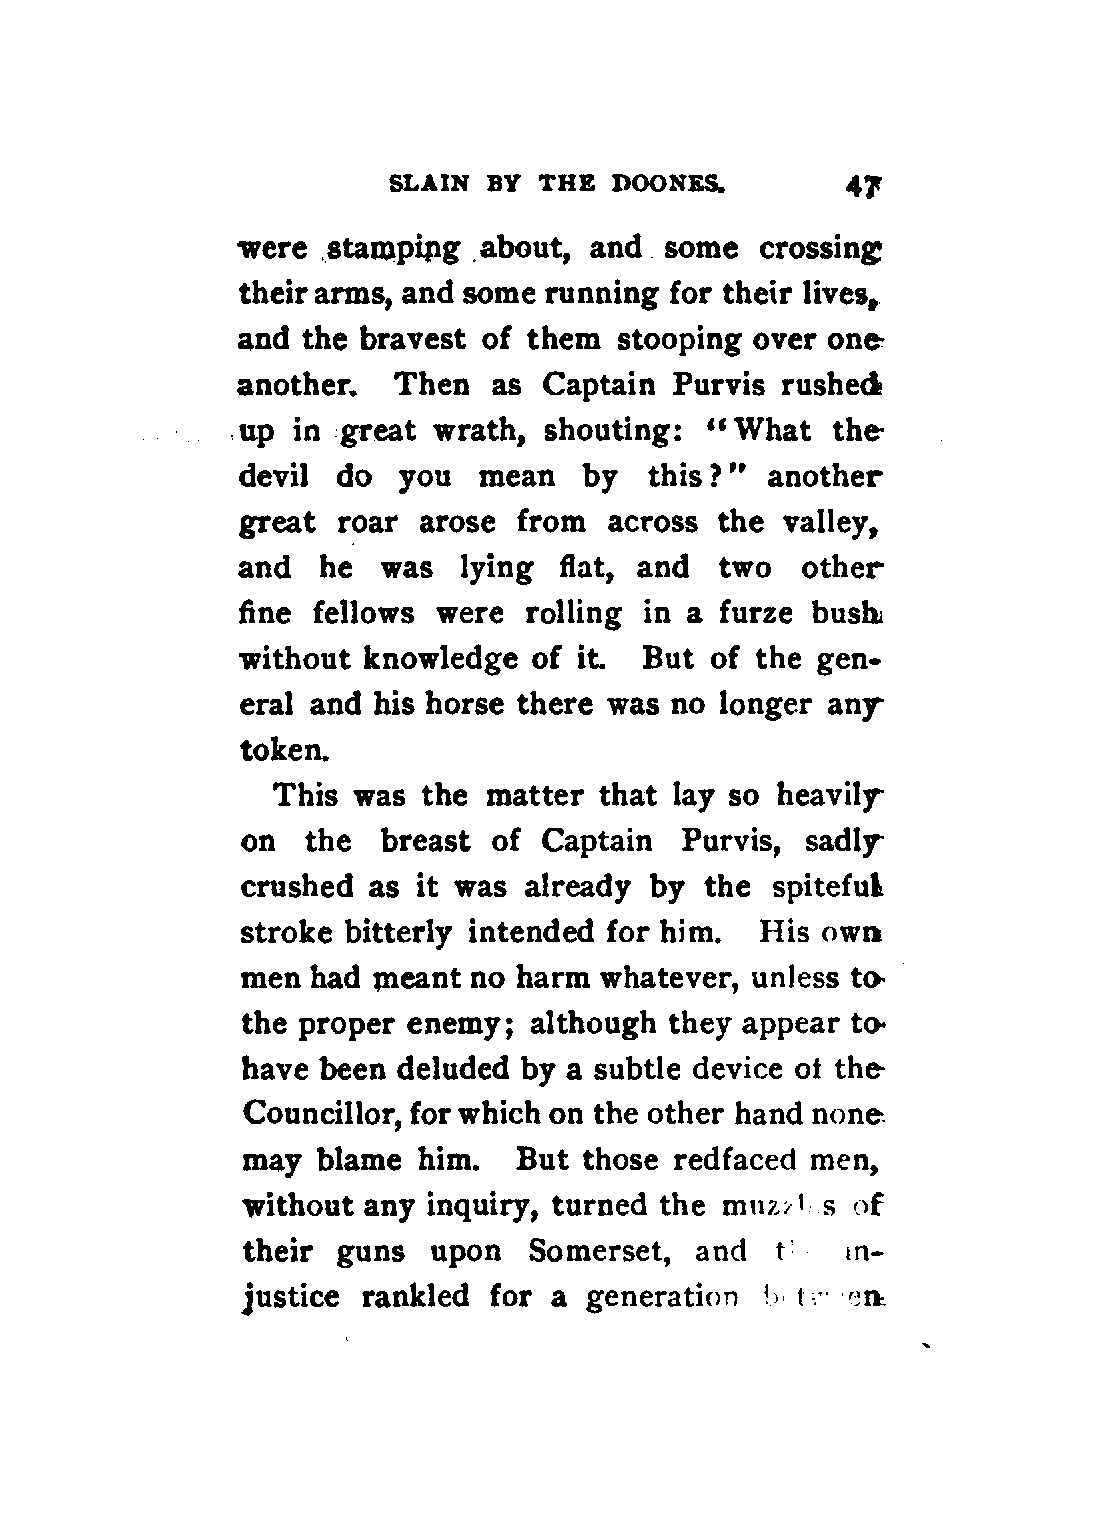 SLAIN BY THE DOONES. 47
were stamping about, and some crossing
their arms, and some running for their lives,
and the bravest of them stooping over one
another. Then as Captain Purvis rushed
up in great wrath, shouting: "What the
devil do you mean by this?" another
great roar arose from across the valley,
and he was lying flat, and two other
fine fellows were rolling in a furze bush
without knowledge of it. But of the gen-
eral and his horse there was no longer any
token.
This was the matter that lay so heavily
on the breast of Captain Purvis, sadly
crushed as it was already by the spiteful
stroke bitterly intended for him. His own
men had meant no harm whatever, unless to
the proper enemy; although they appear to
have been deluded by a subtle device of the
Councillor, for which on the other hand none
may blame him. But those redfaced men,
without any inquiry, turned the muzzles of
their guns upon Somerset, and in-
justice rankled for a generation between